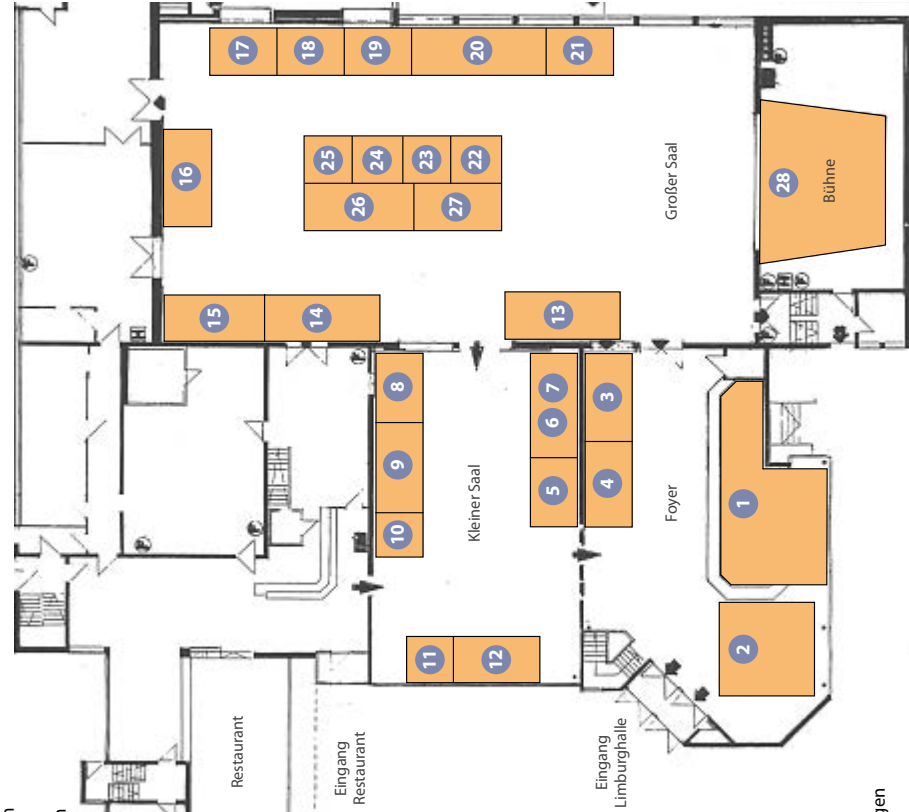 17
18
19
20
21
16
25
24
23
22
26
27
28
Bühne
Großer Saal
15
14
13
H
H
8
9
10
7
6
5
3
4
Kleiner Saal
Foyer
1
2
11
12
Restaurant
Eingang
Restaurant
Eingang
Limburghalle
n
n
gen